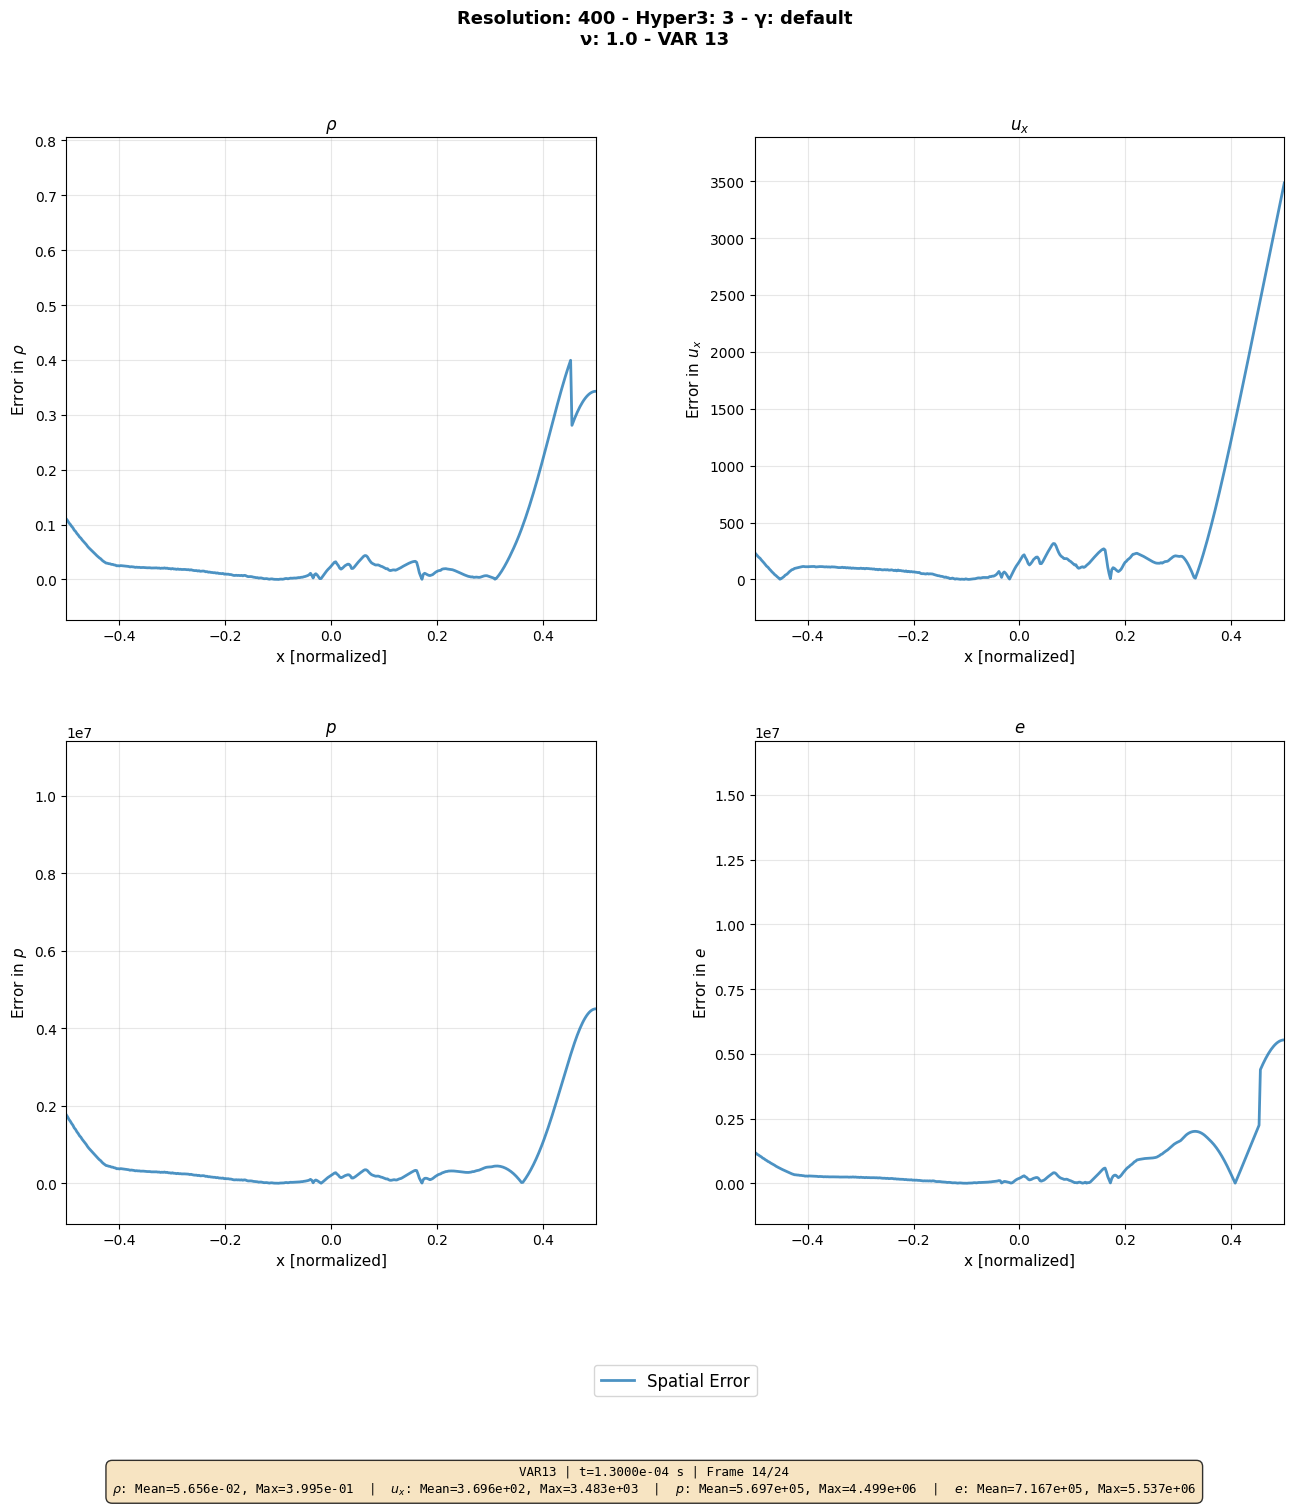 Resolution: 400 - Hyper3: 3 - γ: default
ν: 1.0 - VAR 13
ρ
0.8
0.7
0.6
0.5
0.4
0.3
0.2
0.1
0.0
Error in ρ
−0.4 −0.2 0.0 0.2 0.4
x [normalized]
u_x
3500
3000
2500
2000
1500
1000
500
0
Error in u_x
−0.4 −0.2 0.0 0.2 0.4
x [normalized]
p
1e7
1.0
0.8
0.6
0.4
0.2
0.0
Error in p
−0.4 −0.2 0.0 0.2 0.4
x [normalized]
e
1e7
1.50
1.25
1.00
0.75
0.50
0.25
0.00
Error in e
−0.4 −0.2 0.0 0.2 0.4
x [normalized]
Spatial Error
VAR13 | t=1.3000e-04 s | Frame 14/24
ρ: Mean=5.656e-02, Max=3.995e-01 | u_x: Mean=3.696e+02, Max=3.483e+03 | p: Mean=5.697e+05, Max=4.499e+06 | e: Mean=7.167e+05, Max=5.537e+06